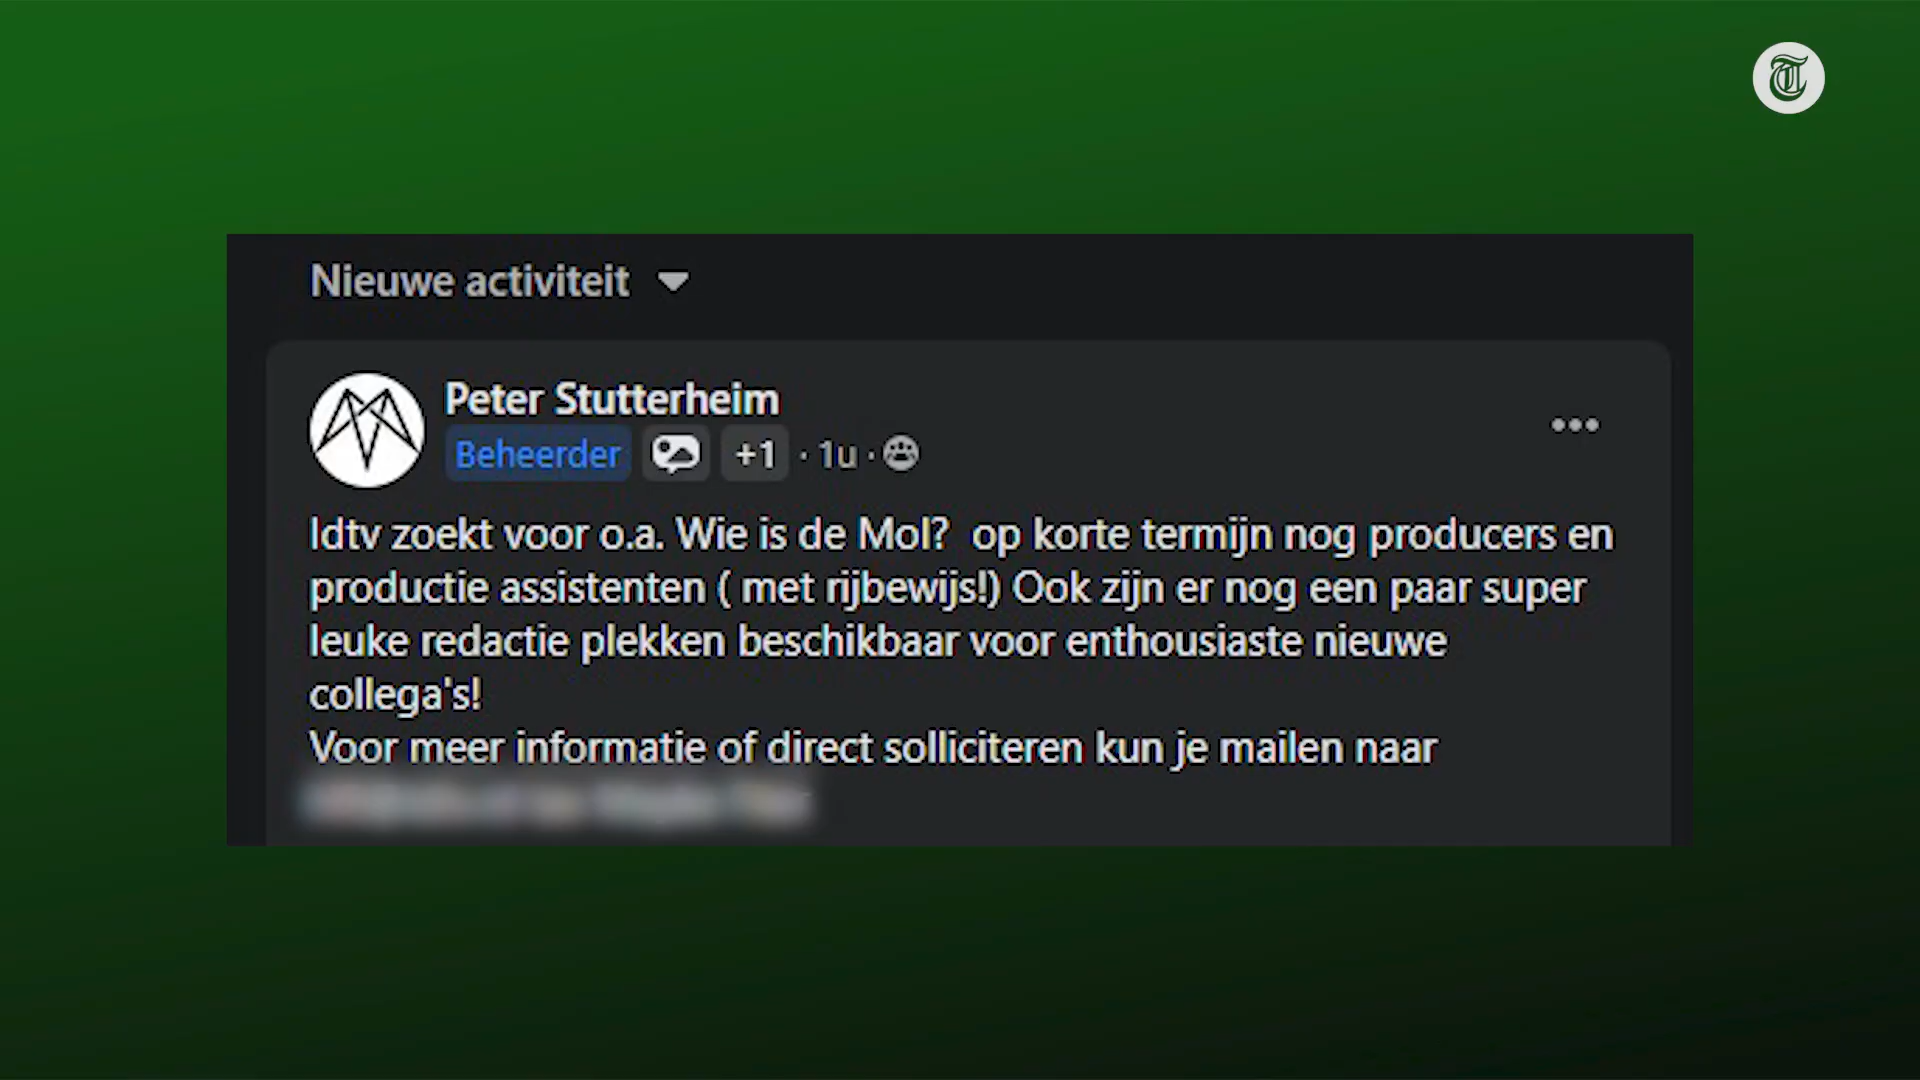 T
Nieuwe activiteit
Peter Stutterheim
Beheerder +1 · 1u ·
Idtv zoekt voor o.a. Wie is de Mol?  op korte termijn nog producers en
productie assistenten ( met rijbewijs!) Ook zijn er nog een paar super
leuke redactie plekken beschikbaar voor enthousiaste nieuwe
collega's!
Voor meer informatie of direct solliciteren kun je mailen naar